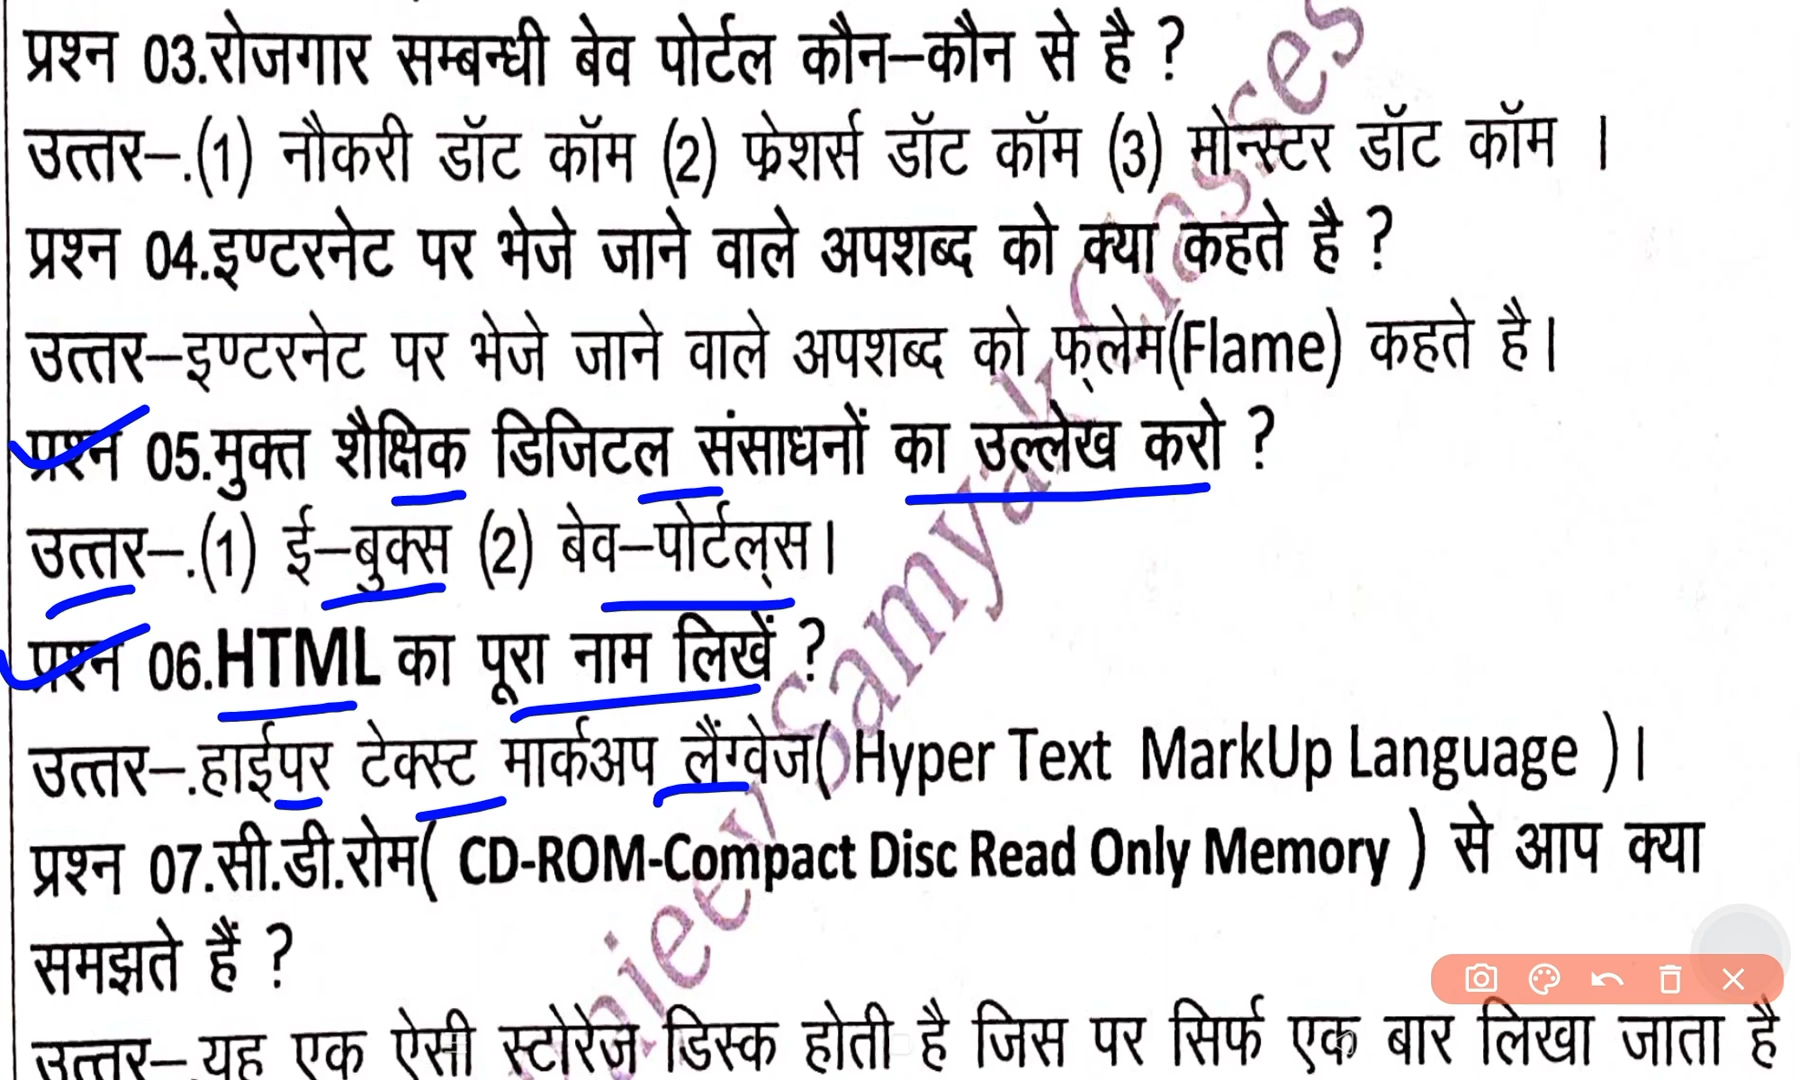 प्रश्न 03.रोजगार सम्बन्धी बेव पोर्टल कौन–कौन से है ?
उत्तर–.(1) नौकरी डॉट कॉम (2) फ्रेशर्स डॉट कॉम (3) मोन्स्टर डॉट कॉम ।
प्रश्न 04.इण्टरनेट पर भेजे जाने वाले अपशब्द को क्या कहते है ?
उत्तर–इण्टरनेट पर भेजे जाने वाले अपशब्द को फ्लेम(Flame) कहते है।
प्रश्न 05.मुक्त शैक्षिक डिजिटल संसाधनों का उल्लेख करो ?
उत्तर–.(1) ई–बुक्स (2) बेव–पोर्टल्स।
प्रश्न 06.HTML का पूरा नाम लिखें ?
उत्तर–.हाईपर टेक्स्ट मार्कअप लैंग्वेज( Hyper Text MarkUp Language )।
प्रश्न 07.सी.डी.रोम( CD-ROM-Compact Disc Read Only Memory ) से आप क्या
समझते हैं ?
उत्तर–.यह एक ऐसी स्टोरेज डिस्क होती है जिस पर सिर्फ एक बार लिखा जाता है
Samyak Classes